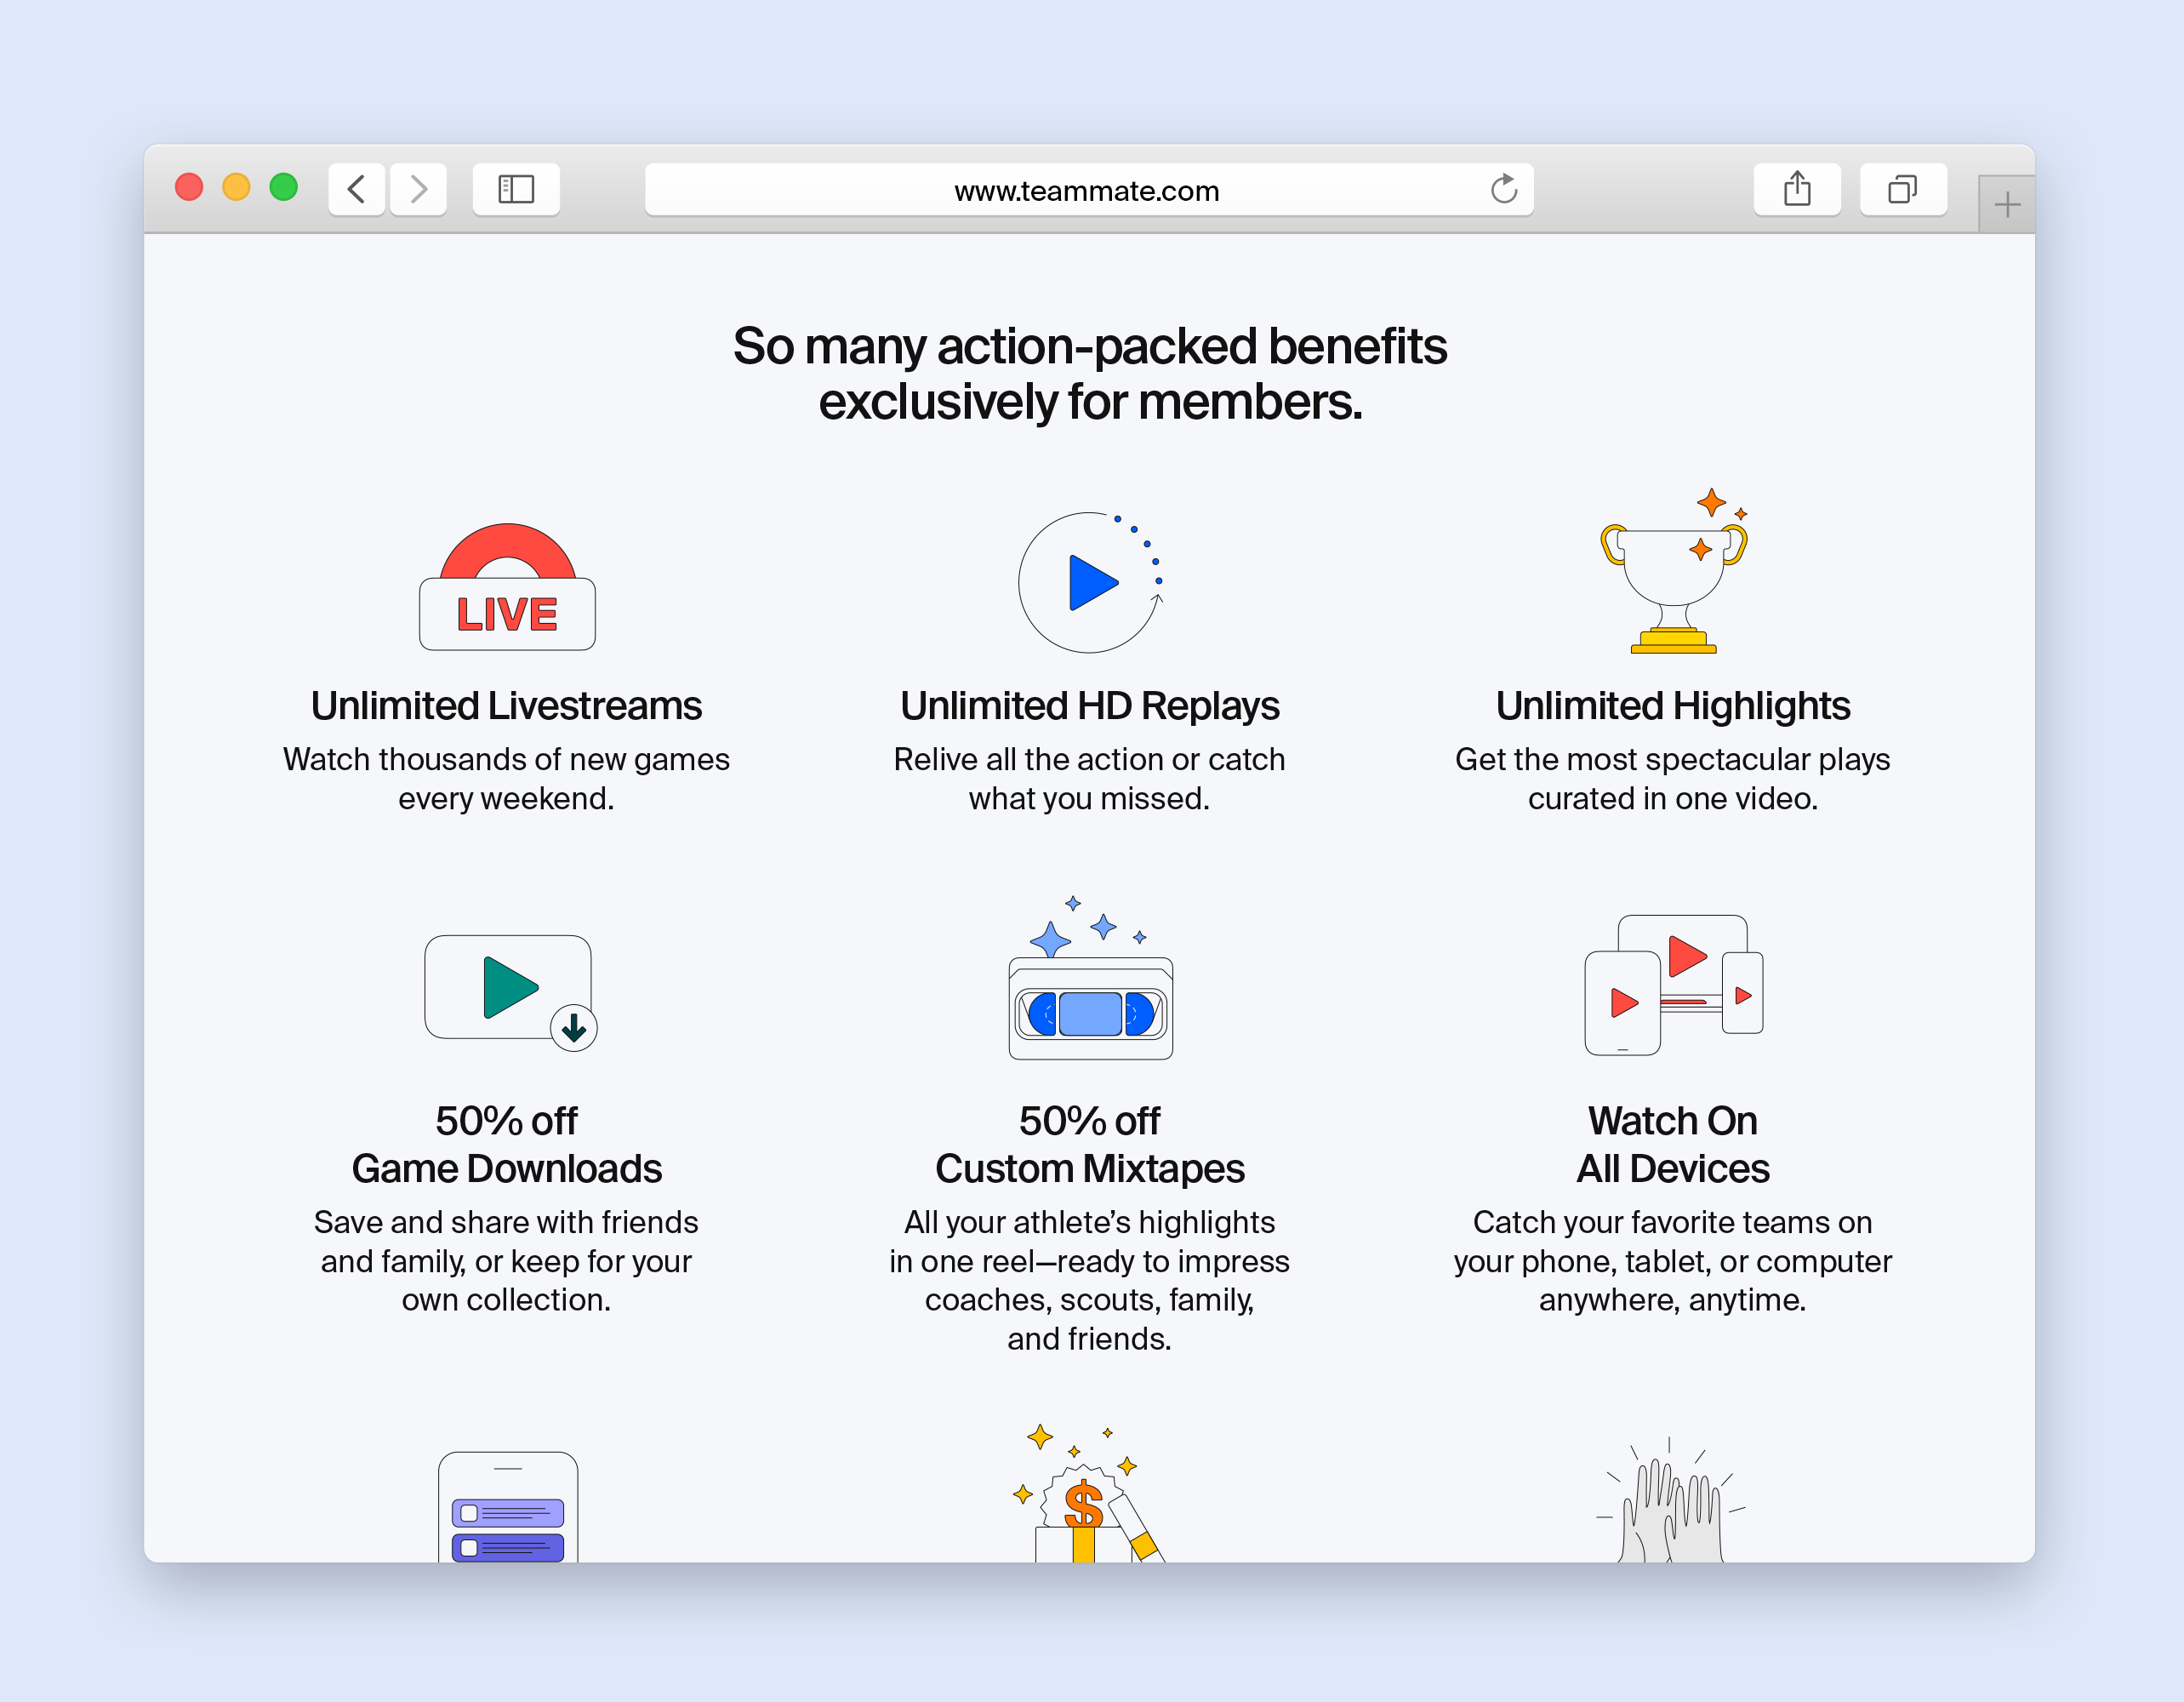 www.teammate.com
So many action-packed benefits
exclusively for members.
LIVE
Unlimited Livestreams
Watch thousands of new games
every weekend.
Unlimited HD Replays
Relive all the action or catch
what you missed.
Unlimited Highlights
Get the most spectacular plays
curated in one video.
50% off
Game Downloads
Save and share with friends
and family, or keep for your
own collection.
50% off
Custom Mixtapes
All your athlete’s highlights
in one reel—ready to impress
coaches, scouts, family,
and friends.
Watch On
All Devices
Catch your favorite teams on
your phone, tablet, or computer
anywhere, anytime.
$